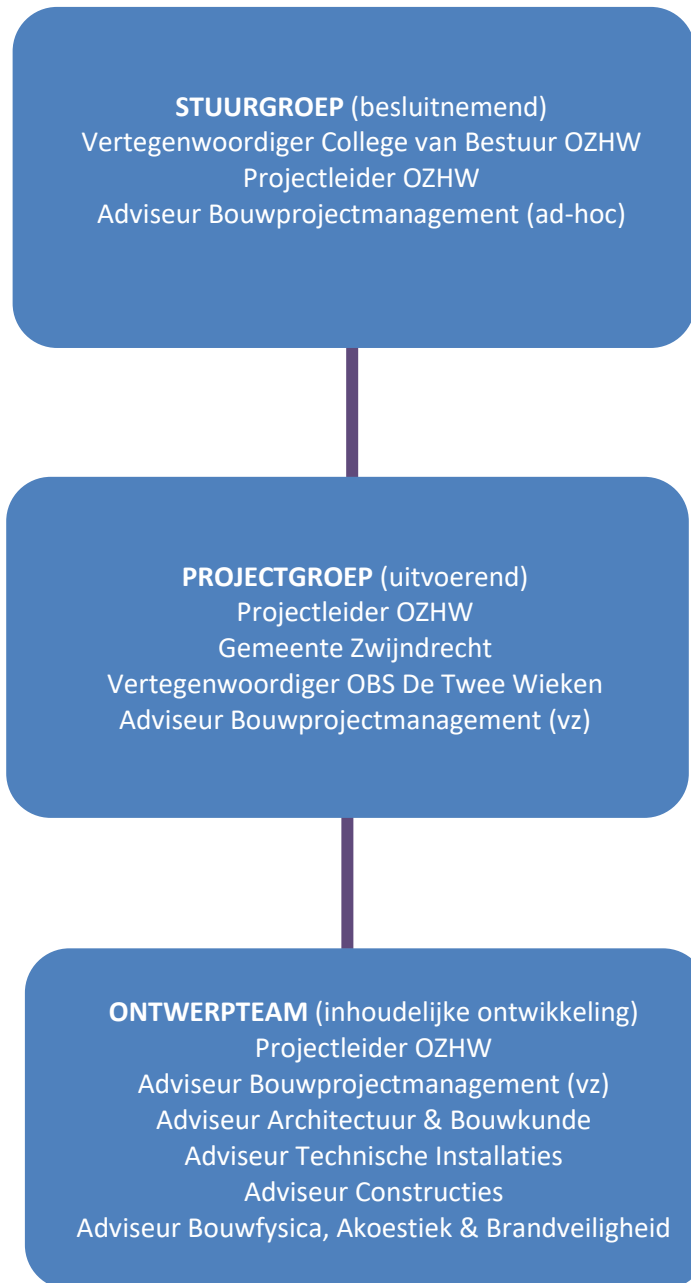 STUURGROEP (besluitnemend)
Vertegenwoordiger College van Bestuur OZHW
Projectleider OZHW
Adviseur Bouwprojectmanagement (ad-hoc)
PROJECTGROEP (uitvoerend)
Projectleider OZHW
Gemeente Zwijndrecht
Vertegenwoordiger OBS De Twee Wieken
Adviseur Bouwprojectmanagement (vz)
ONTWERPTEAM (inhoudelijke ontwikkeling)
Projectleider OZHW
Adviseur Bouwprojectmanagement (vz)
Adviseur Architectuur & Bouwkunde
Adviseur Technische Installaties
Adviseur Constructies
Adviseur Bouwfysica, Akoestiek & Brandveiligheid